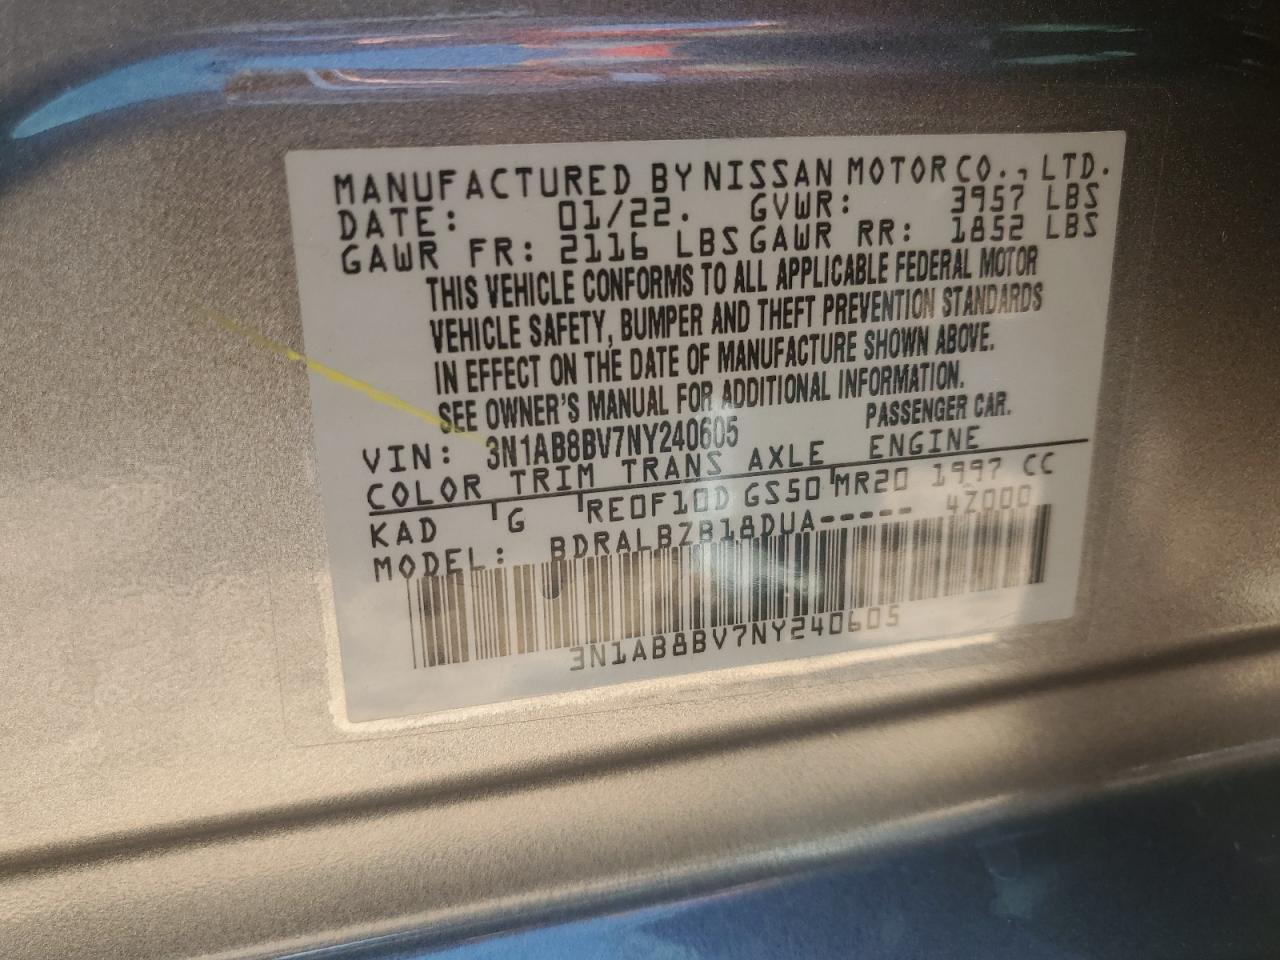 MANUFACTURED BY NISSAN MOTOR CO., LTD.
DATE: 01/22. GVWR: 3957 LBS
GAWR FR: 2116 LBS GAWR RR: 1852 LBS
THIS VEHICLE CONFORMS TO ALL APPLICABLE FEDERAL MOTOR
VEHICLE SAFETY, BUMPER AND THEFT PREVENTION STANDARDS
IN EFFECT ON THE DATE OF MANUFACTURE SHOWN ABOVE.
SEE OWNER'S MANUAL FOR ADDITIONAL INFORMATION.
VIN: 3N1AB8BV7NY240605 PASSENGER CAR.
COLOR TRIM TRANS AXLE ENGINE
KAD G RE0F10D GS50 MR20 1997 CC
MODEL: BDRALBZB18DUA----- 4Z000
3N1AB8BV7NY240605